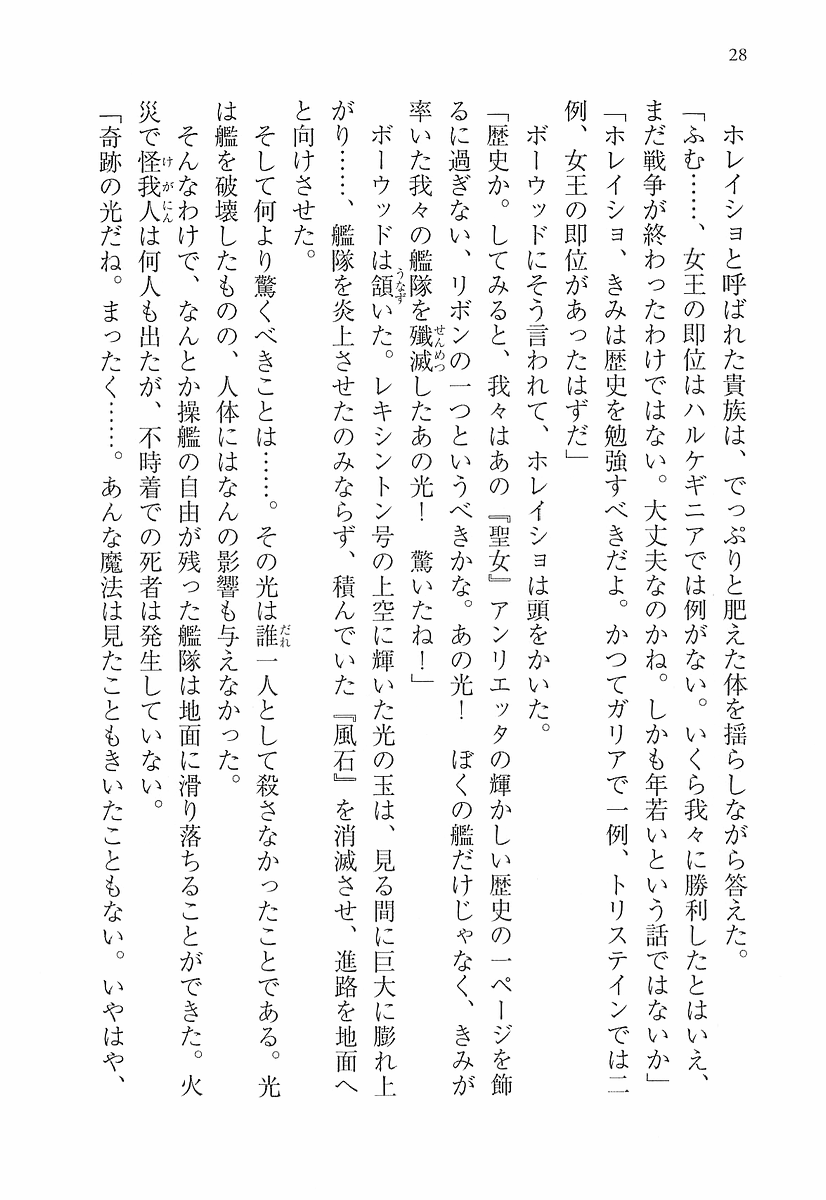 28
ホレイショと呼ばれた貴族は、でっぷりと肥えた体を揺らしながら答えた。
「ふむ……、女王の即位はハルケギニアでは例がない。いくら我々に勝利したとはいえ、
まだ戦争が終わったわけではない。大丈夫なのかね。しかも年若いという話ではないか」
「ホレイショ、きみは歴史を勉強すべきだよ。かつてガリアで一例、トリステインでは二
例、女王の即位があったはずだ」
ボーウッドにそう言われて、ホレイショは頭をかいた。
「歴史か。してみると、我々はあの『聖女』アンリエッタの輝かしい歴史の一ページを飾
るに過ぎない、リボンの一つというべきかな。あの光！　ぼくの艦だけじゃなく、きみが
率いた我々の艦隊を殲滅したあの光！　驚いたね！」
ボーウッドは頷いた。レキシントン号の上空に輝いた光の玉は、見る間に巨大に膨れ上
がり……、艦隊を炎上させたのみならず、積んでいた『風石』を消滅させ、進路を地面へ
と向けさせた。
そして何より驚くべきことは……。その光は誰一人として殺さなかったことである。光
は艦を破壊したものの、人体にはなんの影響も与えなかった。
そんなわけで、なんとか操艦の自由が残った艦隊は地面に滑り落ちることができた。火
災で怪我人は何人も出たが、不時着での死者は発生していない。
「奇跡の光だね。まったく……。あんな魔法は見たこともきいたこともない。いやはや、